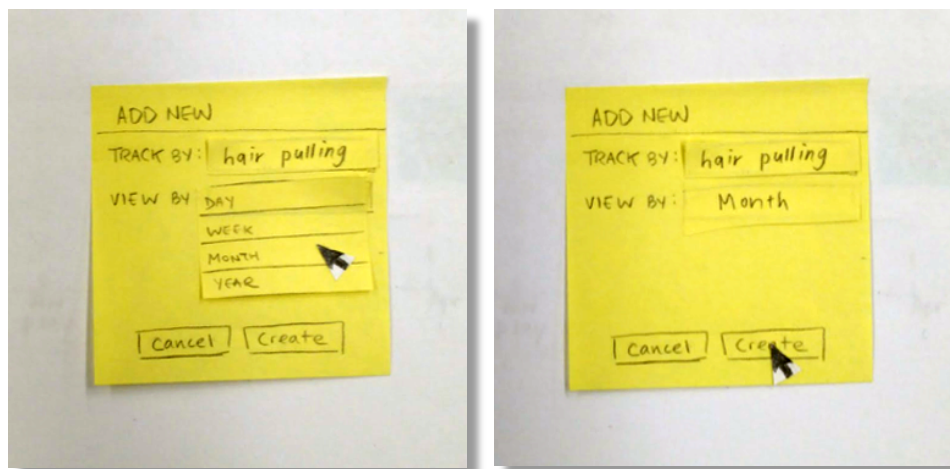 ADD NEW
TRACK BY: hair pulling
VIEW BY DAY
WEEK
MONTH
YEAR
Cancel Create
ADD NEW
TRACK BY: hair pulling
VIEW BY: Month
Cancel Create